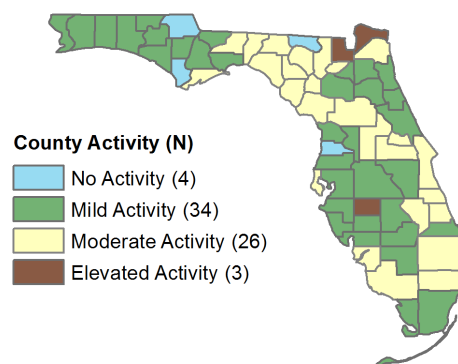 County Activity (N)
No Activity (4)
Mild Activity (34)
Moderate Activity (26)
Elevated Activity (3)